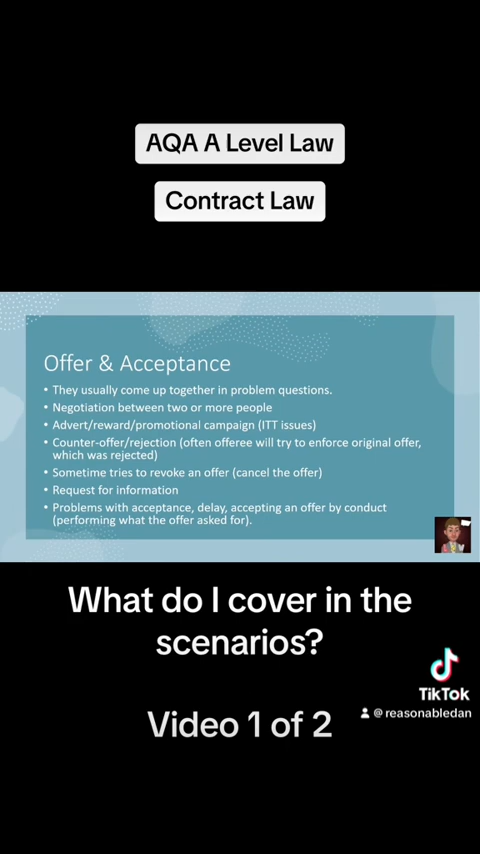 AQA A Level Law
Contract Law
Offer & Acceptance
• They usually come up together in problem questions.
• Negotiation between two or more people
• Advert/reward/promotional campaign (ITT issues)
• Counter-offer/rejection (often offeree will try to enforce original offer,
which was rejected)
• Sometime tries to revoke an offer (cancel the offer)
• Request for information
• Problems with acceptance, delay, accepting an offer by conduct
(performing what the offer asked for).
What do I cover in the
scenarios?
TikTok
@reasonabledan
Video 1 of 2